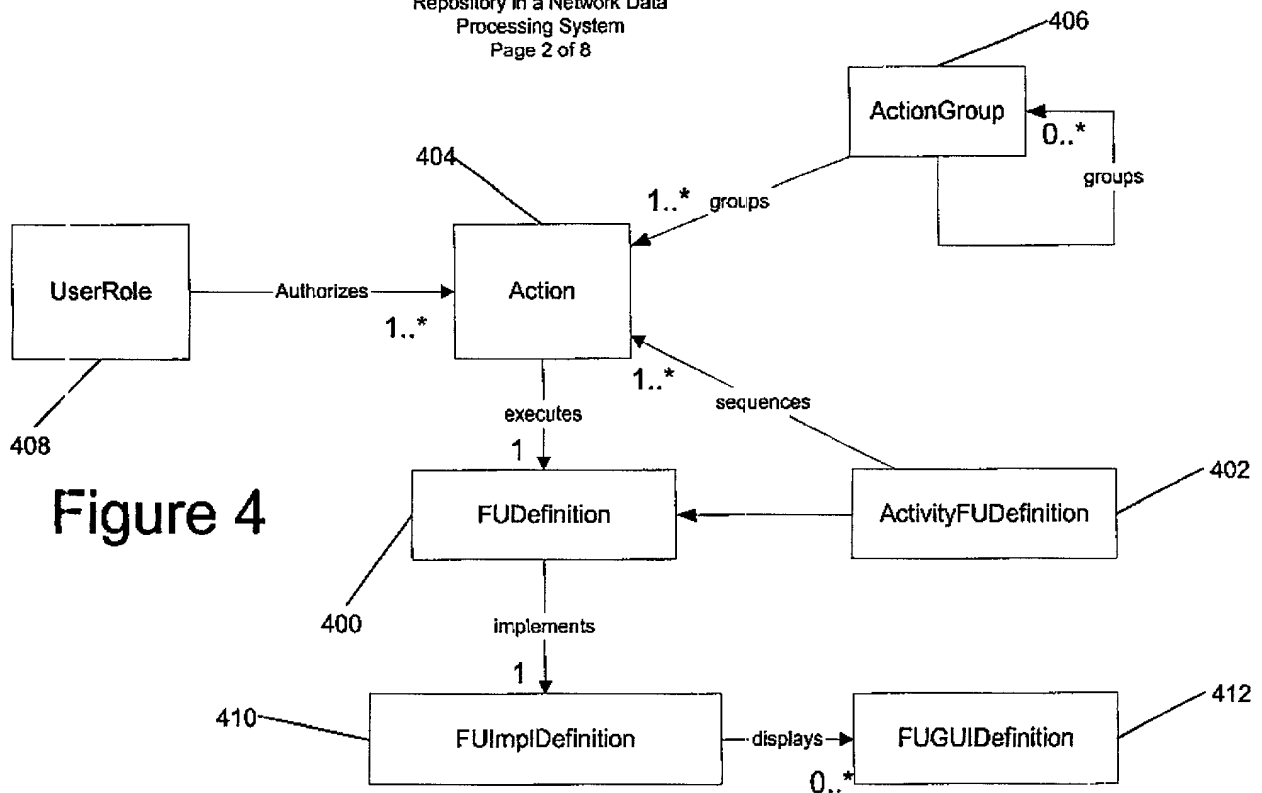 Repository in a Network Data
Processing System
Page 2 of 8
406
ActionGroup
0..*
groups
404
1..* groups
UserRole
Authorizes
Action
1..*
1..*
sequences
executes
408
1
402
Figure 4
FUDefinition
ActivityFUDefinition
400
implements
1
412
410
FUImplDefinition
displays
FUGUIDefinition
0..*